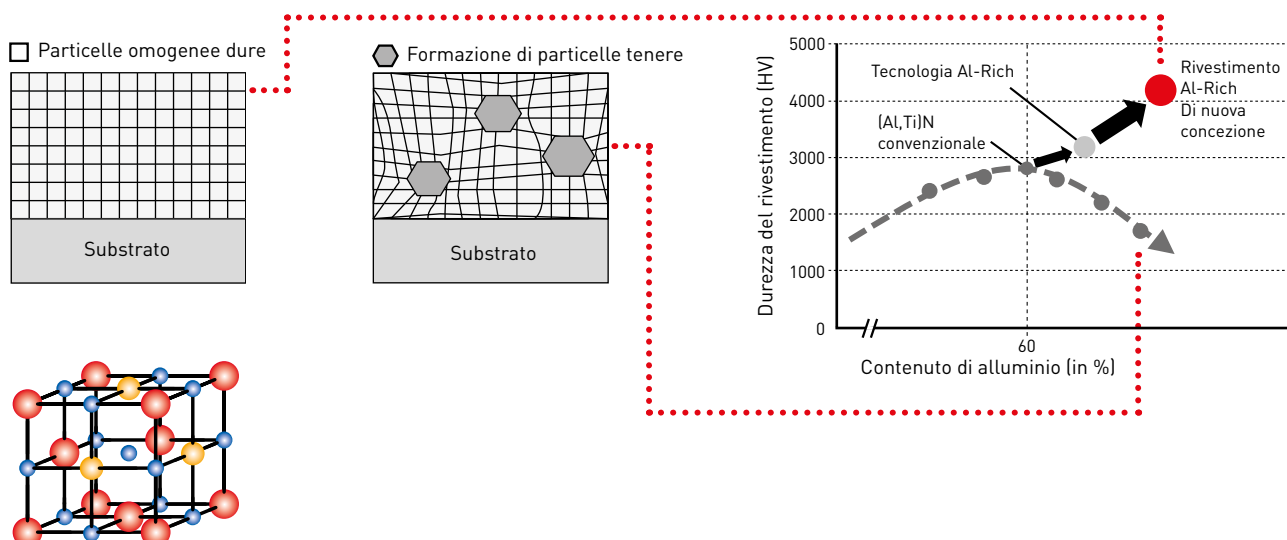 Particelle omogenee dure
Substrato
Formazione di particelle tenere
Substrato
Durezza del rivestimento (HV)
5000
4000
3000
2000
1000
0
Tecnologia Al-Rich
(Al,Ti)N
convenzionale
Rivestimento
Al-Rich
Di nuova
concezione
60
Contenuto di alluminio (in %)